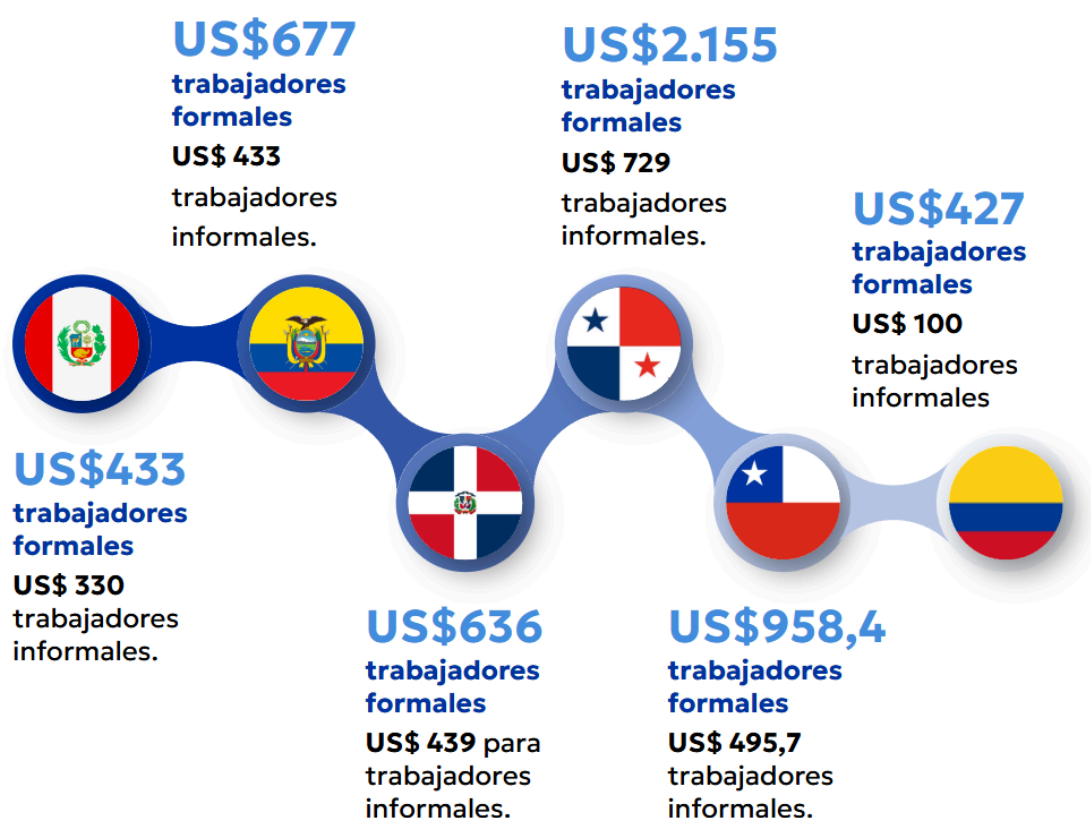 US$677
trabajadores
formales
US$ 433
trabajadores
informales.
US$2.155
trabajadores
formales
US$ 729
trabajadores
informales.
US$427
trabajadores
formales
US$ 100
trabajadores
informales
US$433
trabajadores
formales
US$ 330
trabajadores
informales.
US$636
trabajadores
formales
US$ 439 para
trabajadores
informales.
US$958,4
trabajadores
formales
US$ 495,7
trabajadores
informales.